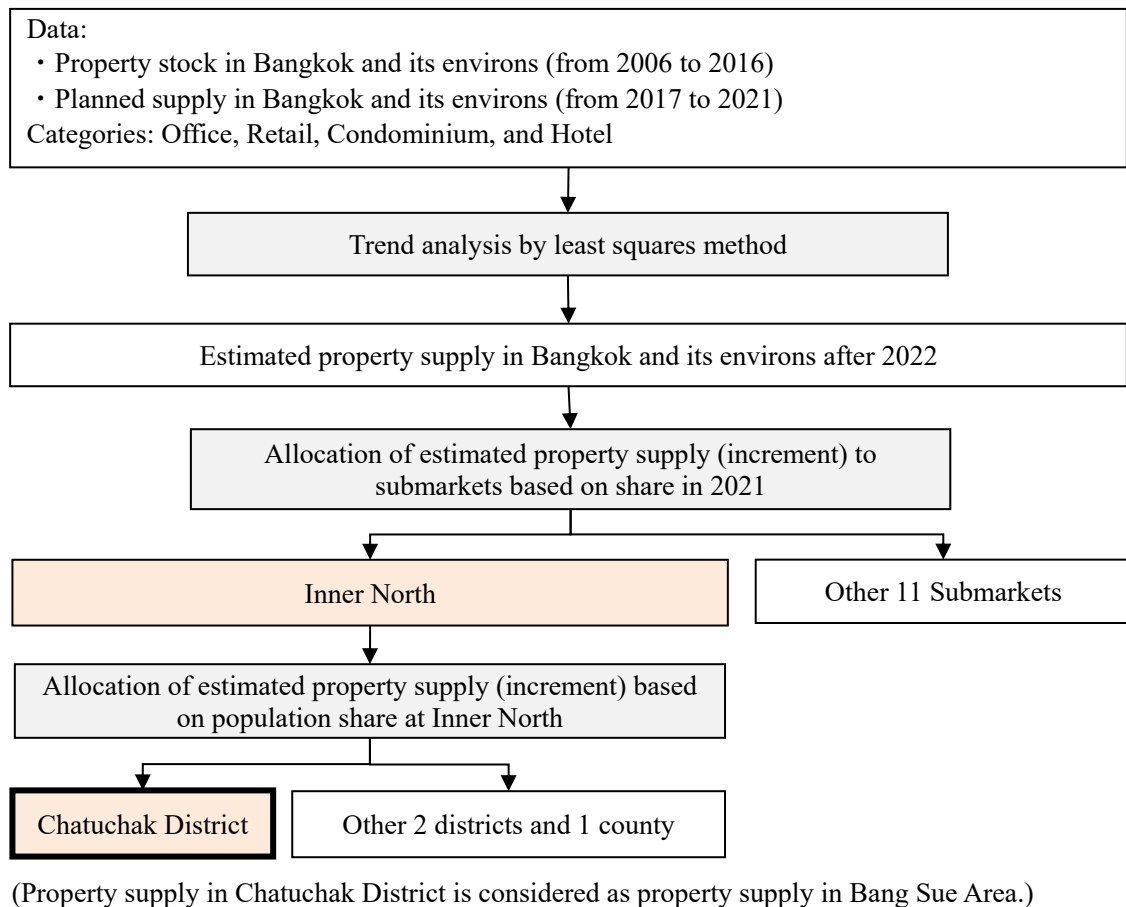 Data:
・Property stock in Bangkok and its environs (from 2006 to 2016)
・Planned supply in Bangkok and its environs (from 2017 to 2021)
Categories: Office, Retail, Condominium, and Hotel
Trend analysis by least squares method
Estimated property supply in Bangkok and its environs after 2022
Allocation of estimated property supply (increment) to
submarkets based on share in 2021
Inner North
Other 11 Submarkets
Allocation of estimated property supply (increment) based
on population share at Inner North
Chatuchak District
Other 2 districts and 1 county
(Property supply in Chatuchak District is considered as property supply in Bang Sue Area.)